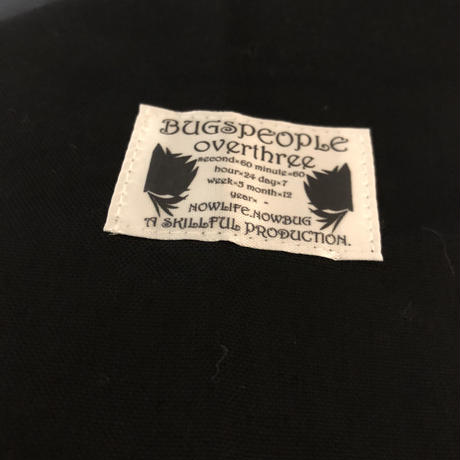 BUGSPEOPLE
overthree
second×60 minute×60
hour×24 day×7
week×5 month×12
year× -
NOWLIFE.NOWBUG
A SKILLFUL PRODUCTION.